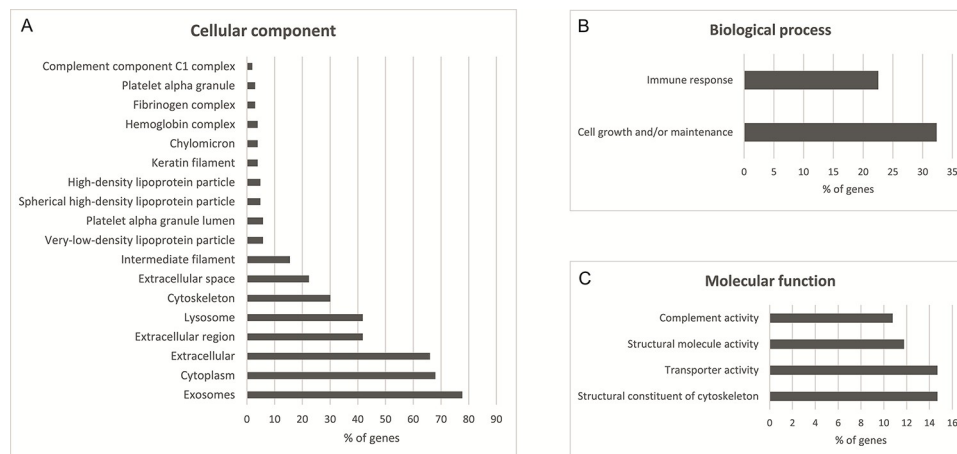 A
Cellular component
Complement component C1 complex
Platelet alpha granule
Fibrinogen complex
Hemoglobin complex
Chylomicron
Keratin filament
High-density lipoprotein particle
Spherical high-density lipoprotein particle
Platelet alpha granule lumen
Very-low-density lipoprotein particle
Intermediate filament
Extracellular space
Cytoskeleton
Lysosome
Extracellular region
Extracellular
Cytoplasm
Exosomes
0 10 20 30 40 50 60 70 80 90
% of genes
B
Biological process
Immune response
Cell growth and/or maintenance
0 5 10 15 20 25 30 35
% of genes
C
Molecular function
Complement activity
Structural molecule activity
Transporter activity
Structural constituent of cytoskeleton
0 2 4 6 8 10 12 14 16
% of genes